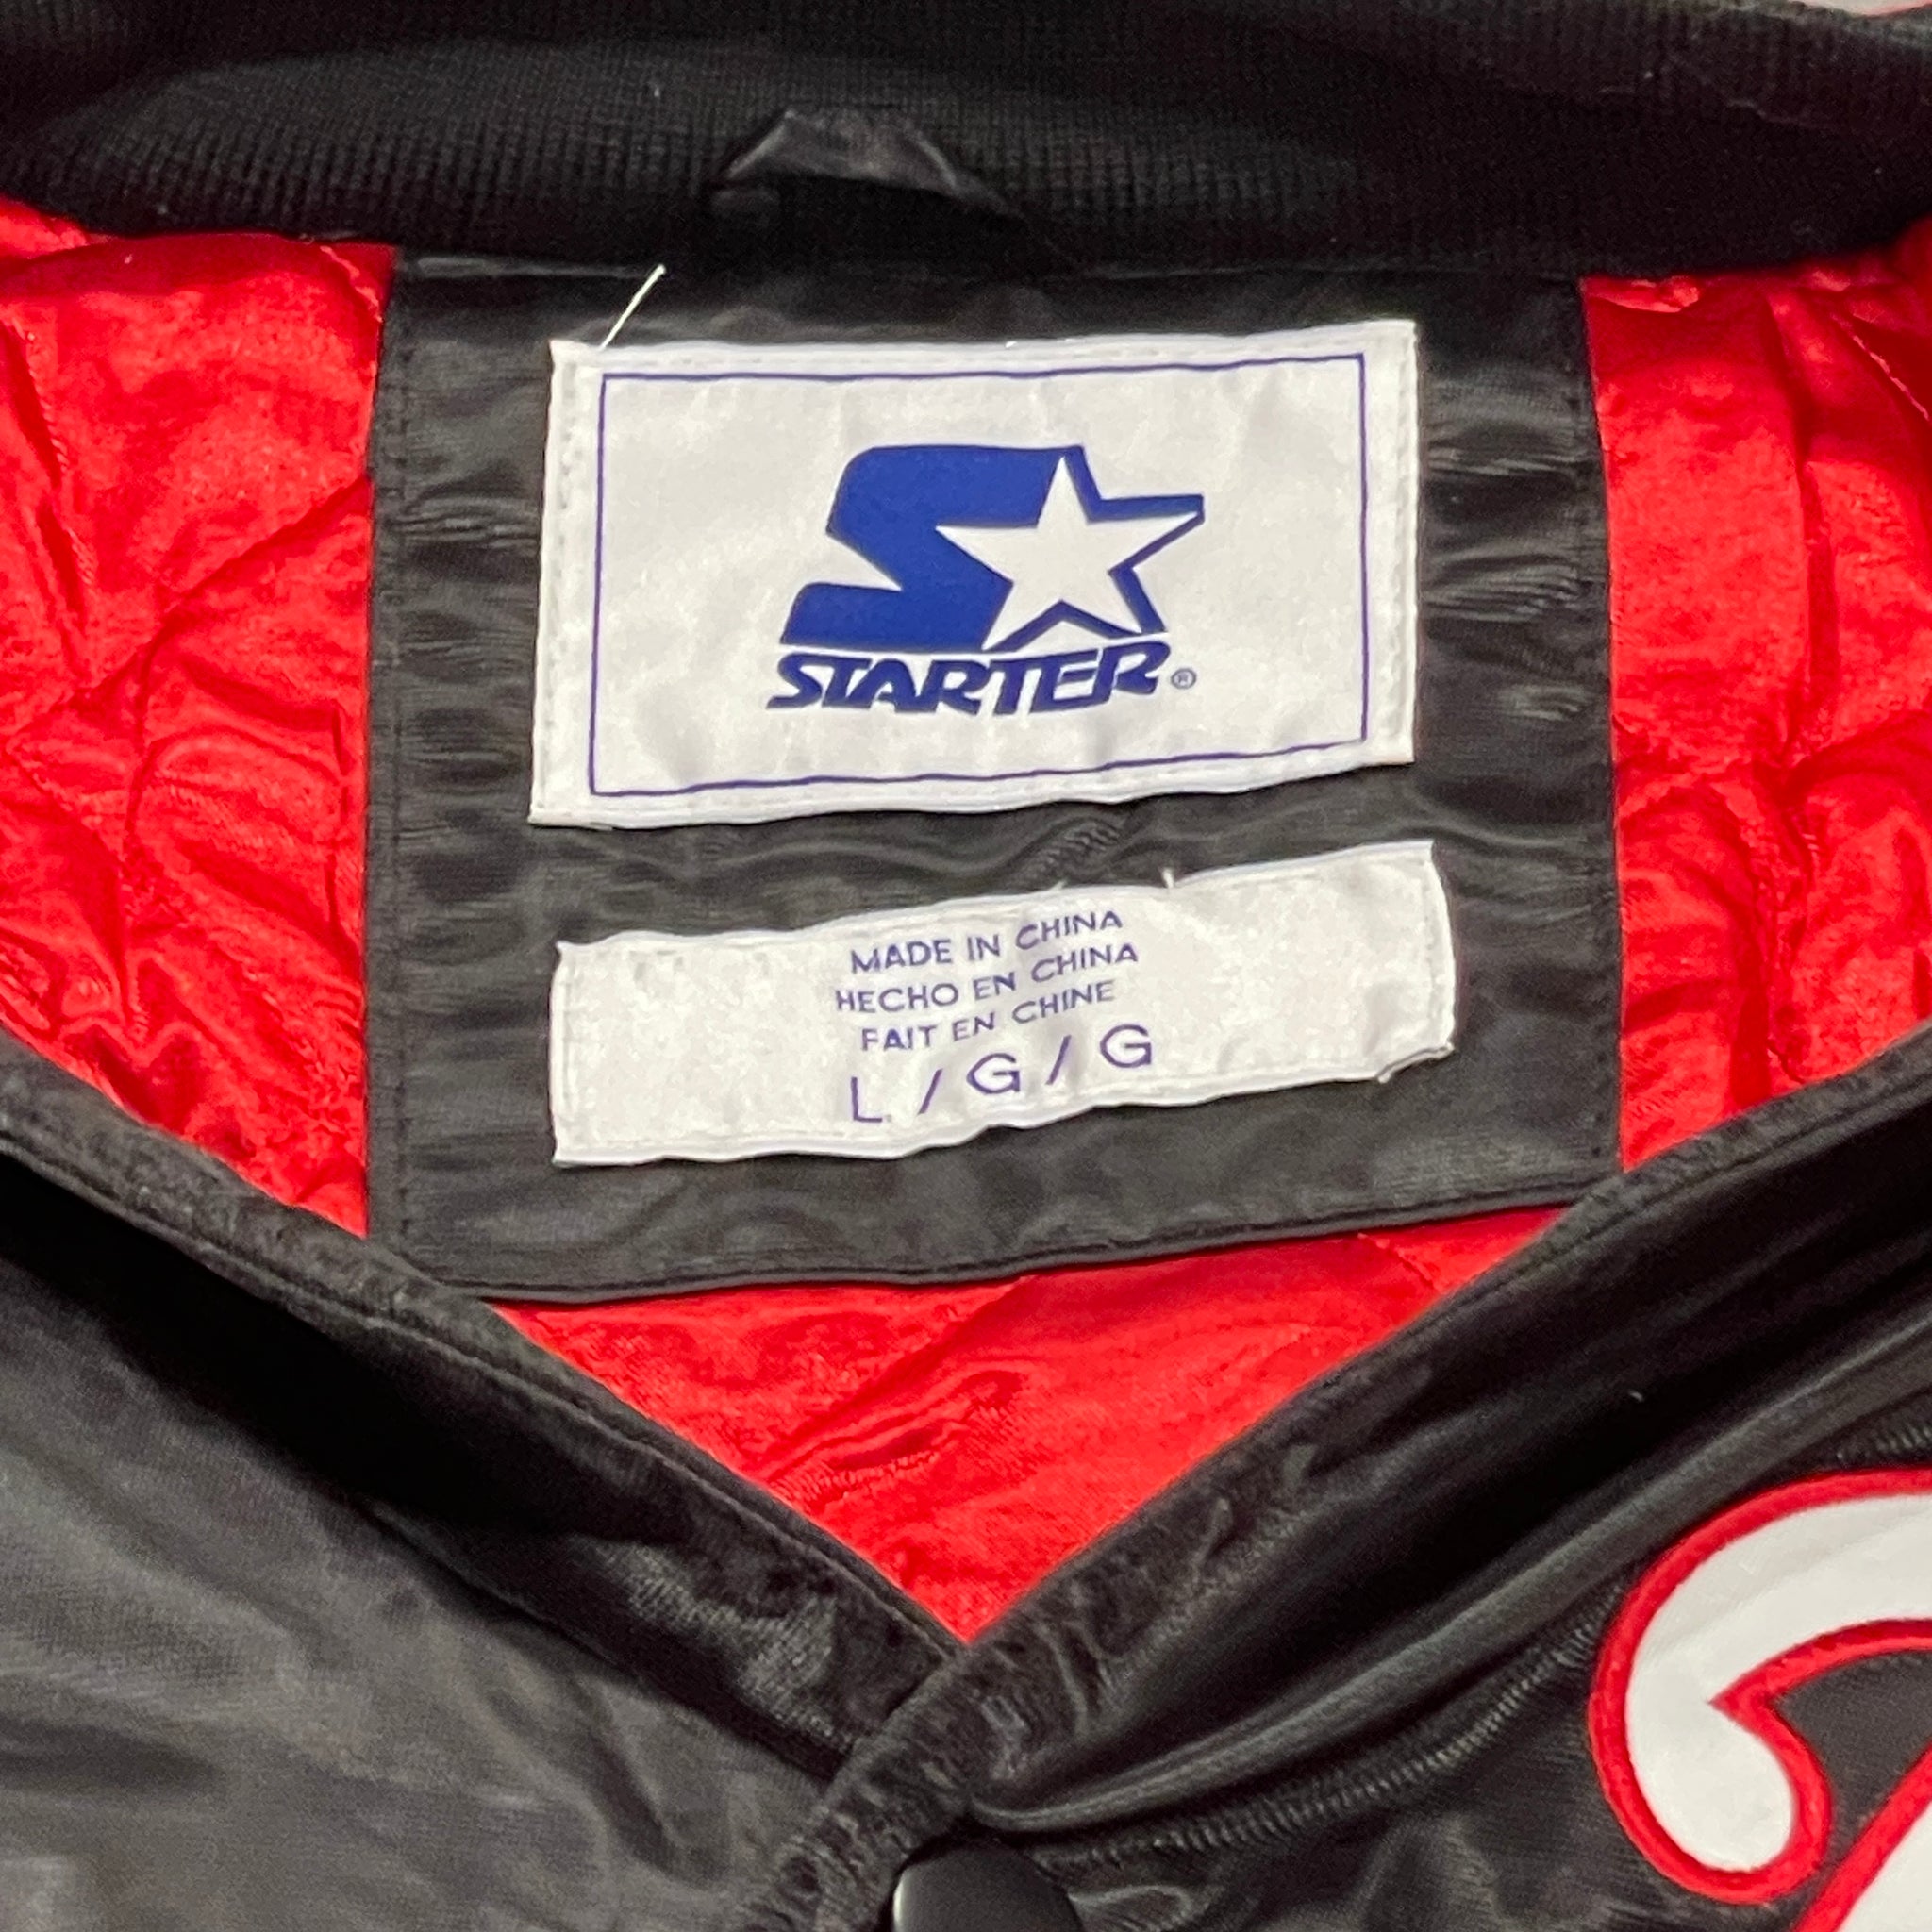 STARTER®
MADE IN CHINA
HECHO EN CHINA
FAIT EN CHINE
L / G / G